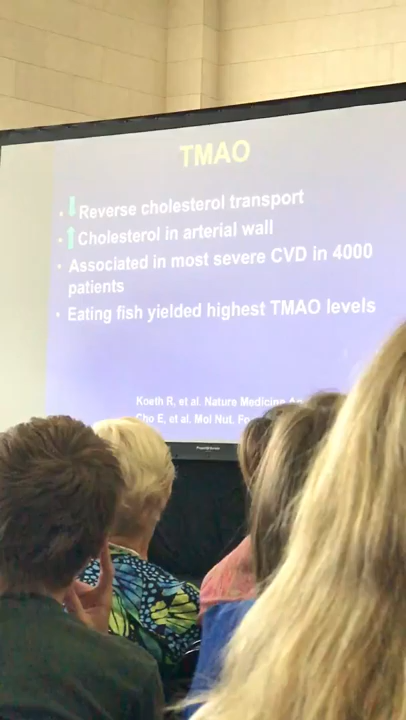 TMAO
• ⬇ Reverse cholesterol transport
• ⬆ Cholesterol in arterial wall
• Associated in most severe CVD in 4000
patients
• Eating fish yielded highest TMAO levels
Koeth R, et al. Nature Medicine
Cho E, et al. Mol Nut. Fo